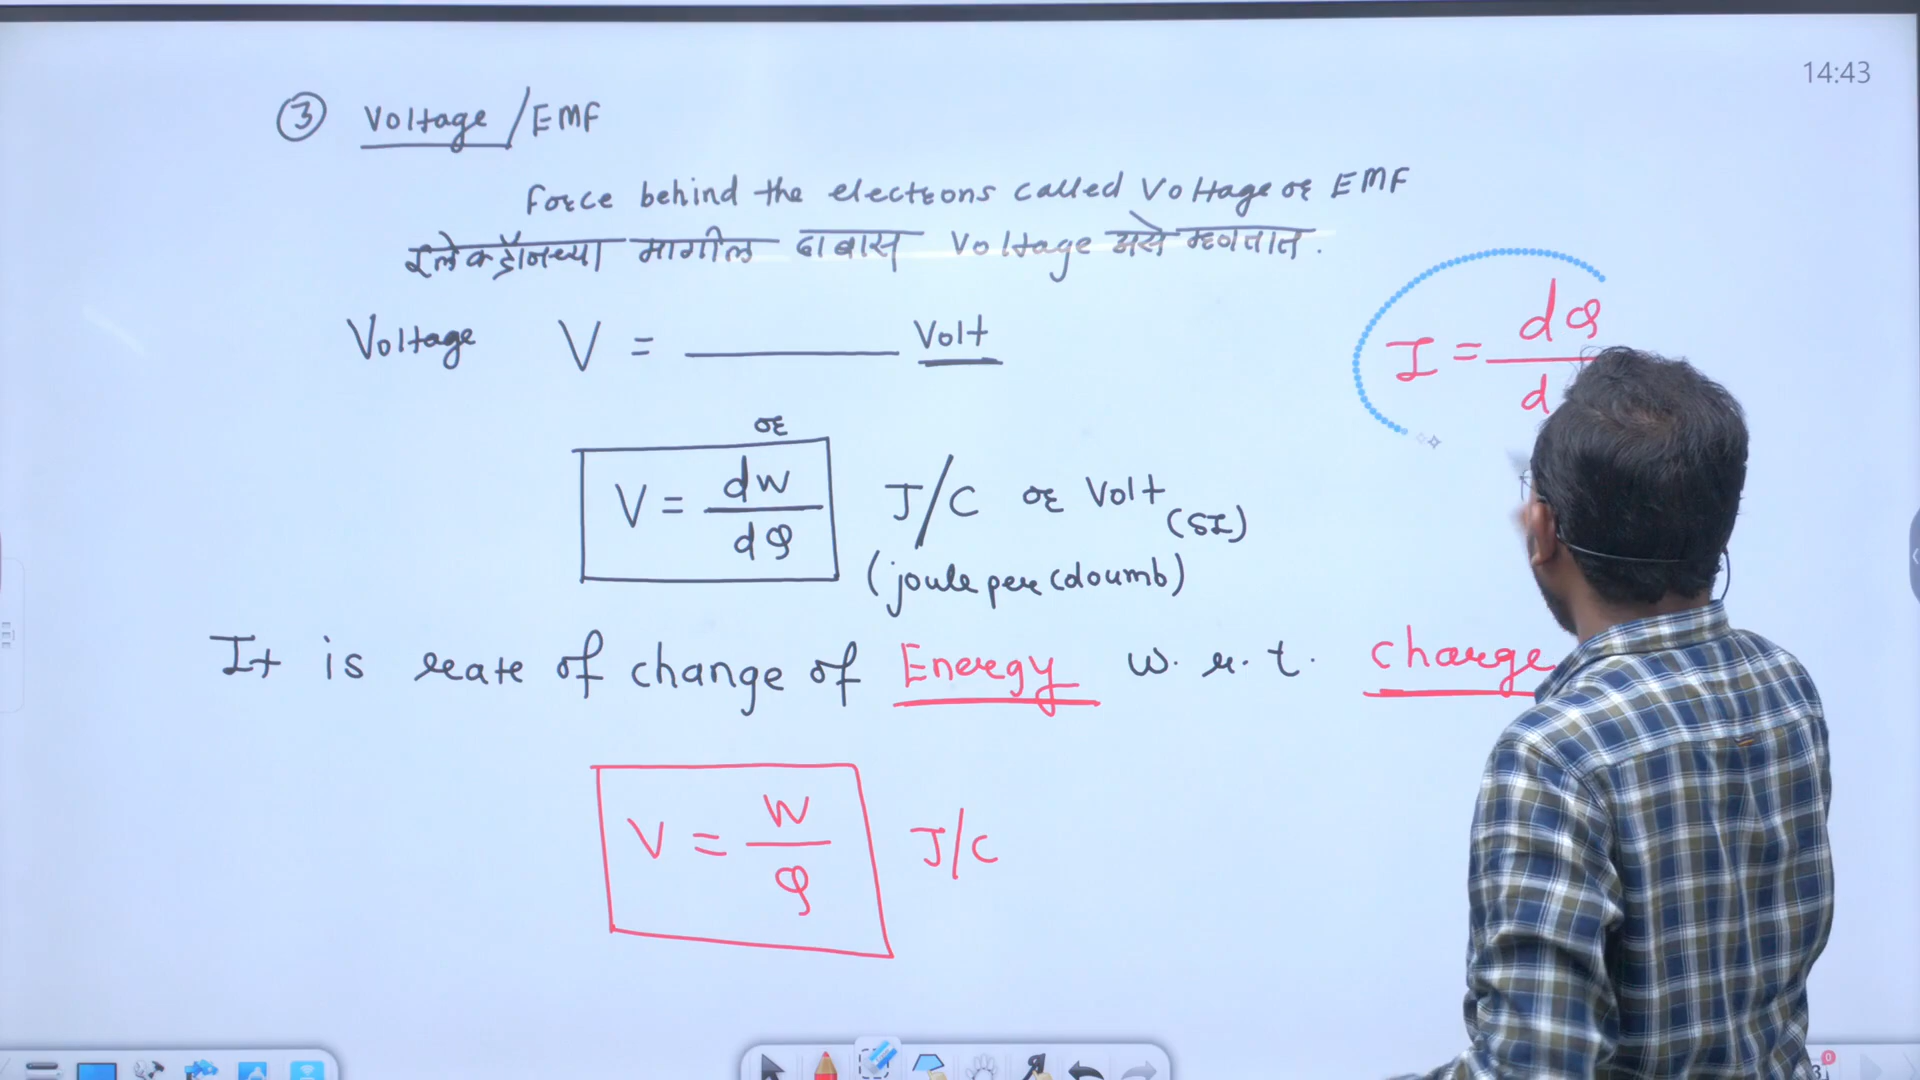 14:43
③ Voltage/EMF
Force behind the electrons called Voltage or EMF
इलेक्ट्रॉनच्या मागील दाबास Voltage असे म्हणतात.
Voltage V = ________ Volt
I = dQ
d
or
V = dw/dQ J/C or Volt (SI)
(joule per cdoumb)
It is rate of change of Energy w.r.t. charge
V = W/Q J/C